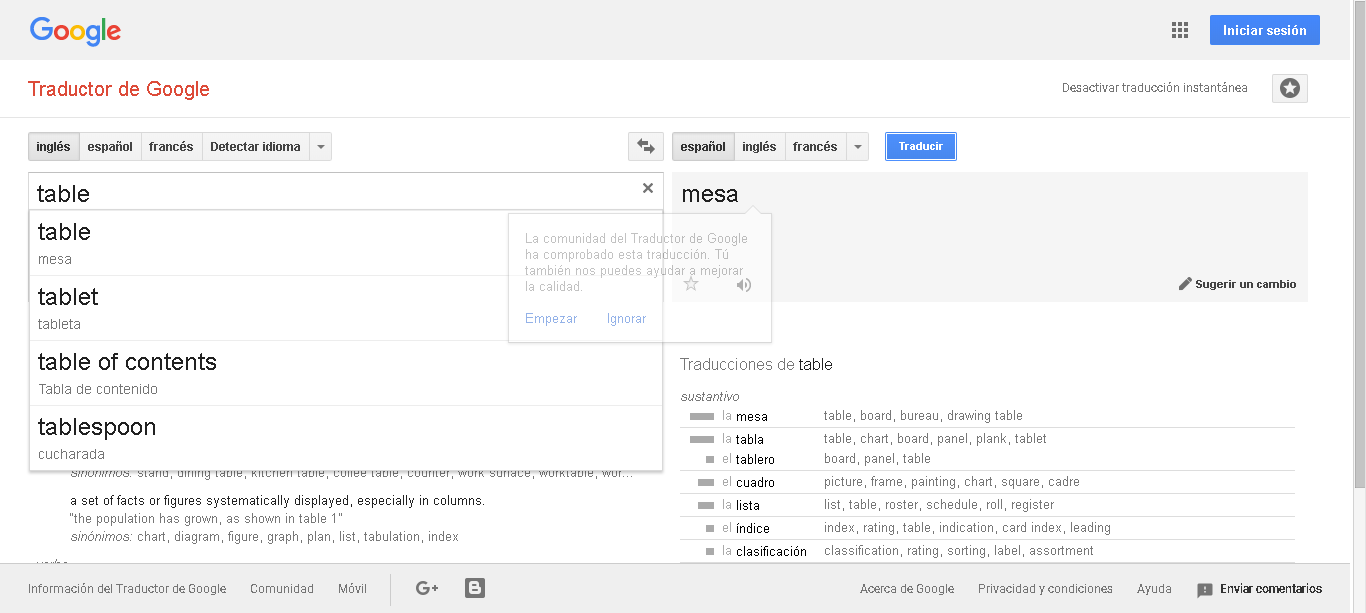 Google
Iniciar sesión
Traductor de Google
Desactivar traducción instantánea
inglés español francés Detectar idioma
español inglés francés Traducir
table
mesa
table
mesa
tablet
tableta
table of contents
Tabla de contenido
tablespoon
cucharada
La comunidad del Traductor de Google
ha comprobado esta traducción. Tú
también nos puedes ayudar a mejorar
la calidad.
Empezar Ignorar
Sugerir un cambio
sinónimos: stand, dining table, kitchen table, coffee table, counter, work surface, worktable, wor...
a set of facts or figures systematically displayed, especially in columns.
"the population has grown, as shown in table 1"
sinónimos: chart, diagram, figure, graph, plan, list, tabulation, index
Traducciones de table
sustantivo
la mesa table, board, bureau, drawing table
la tabla table, chart, board, panel, plank, tablet
el tablero board, panel, table
el cuadro picture, frame, painting, chart, square, cadre
la lista list, table, roster, schedule, roll, register
el índice index, rating, table, indication, card index, leading
la clasificación classification, rating, sorting, label, assortment
Información del Traductor de Google Comunidad Móvil G+ B
Acerca de Google Privacidad y condiciones Ayuda Enviar comentarios